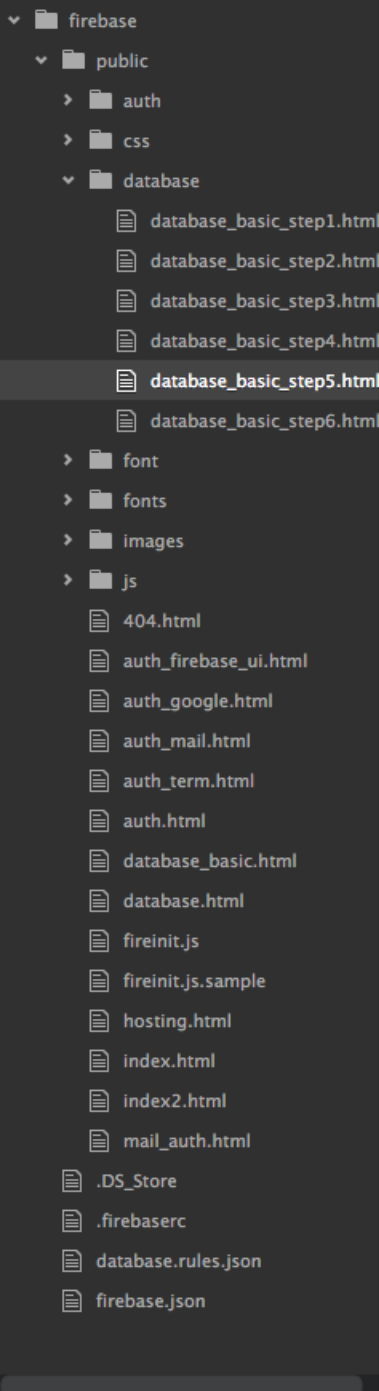 firebase
public
auth
css
database
database_basic_step1.html
database_basic_step2.html
database_basic_step3.html
database_basic_step4.html
database_basic_step5.html
database_basic_step6.html
font
fonts
images
js
404.html
auth_firebase_ui.html
auth_google.html
auth_mail.html
auth_term.html
auth.html
database_basic.html
database.html
fireinit.js
fireinit.js.sample
hosting.html
index.html
index2.html
mail_auth.html
.DS_Store
.firebaserc
database.rules.json
firebase.json